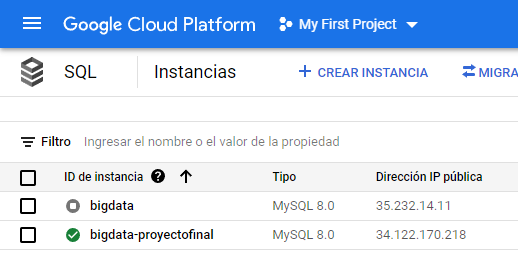 Google Cloud Platform My First Project
SQL Instancias CREAR INSTANCIA MIGRA
Filtro Ingresar el nombre o el valor de la propiedad
ID de instancia ? Tipo Dirección IP pública
bigdata MySQL 8.0 35.232.14.11
bigdata-proyectofinal MySQL 8.0 34.122.170.218